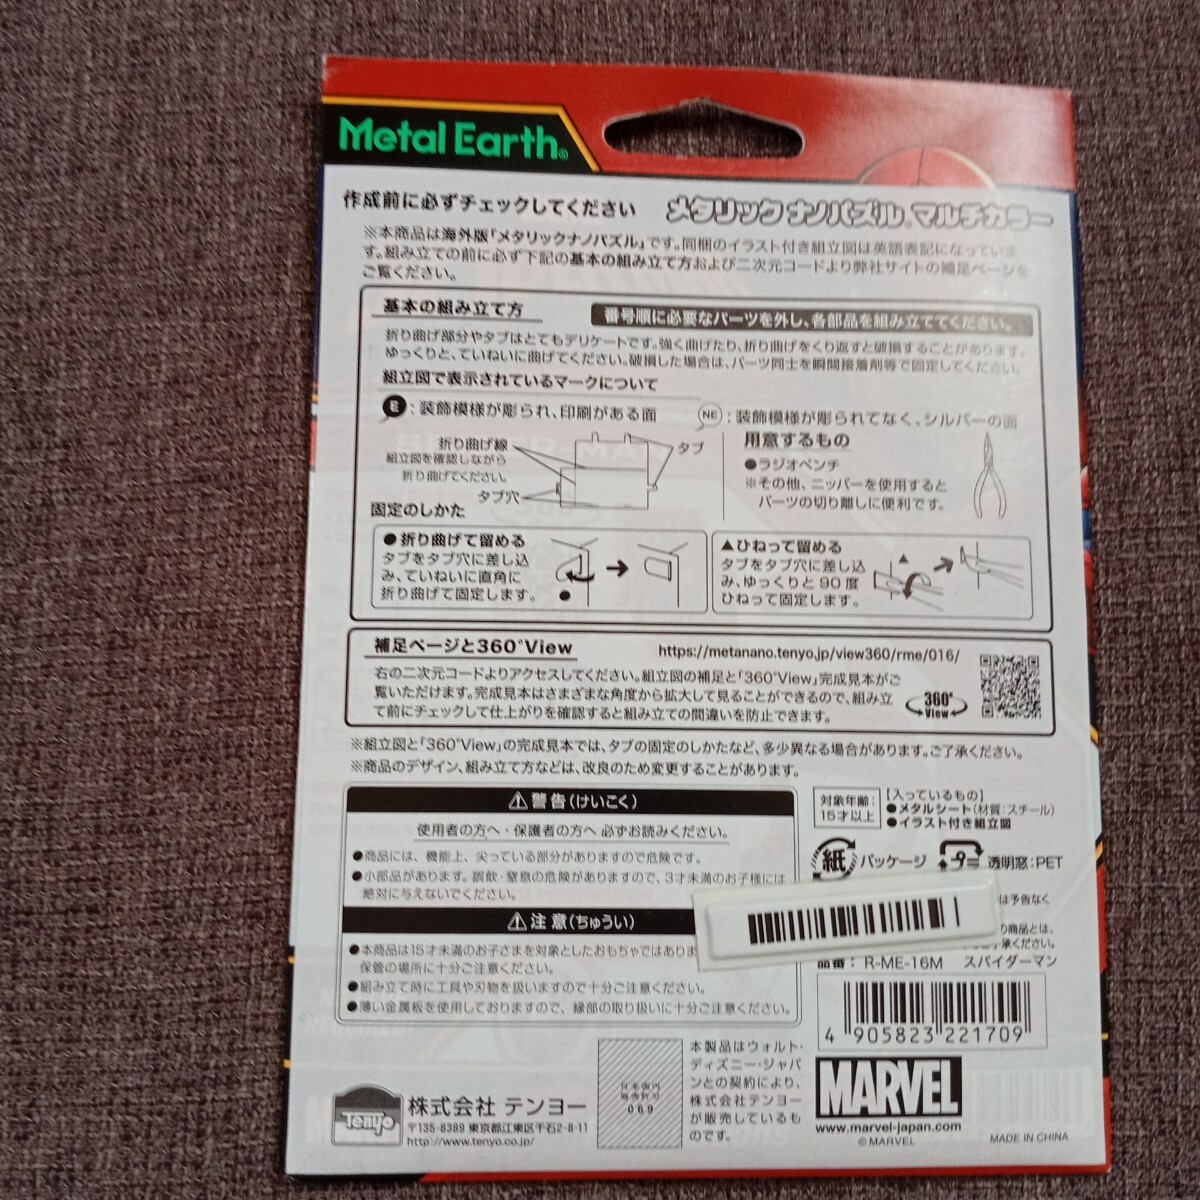 Metal Earth®
作成前に必ずチェックしてください
メタリックナノパズル® マルチカラー
※本商品は海外版「メタリックナノパズル」です。同梱のイラスト付き組立図は英語表記になっていま
す。組み立ての前に必ず下記の基本の組み立て方および二次元コードより弊社サイトの補足ページを
ご覧ください。
基本の組み立て方
番号順に必要なパーツを外し、各部品を組み立ててください。
折り曲げ部分やタブはとてもデリケートです。強く曲げたり、折り曲げをくり返すと破損することがあります。
ゆっくりと、ていねいに曲げてください。破損した場合は、パーツ同士を瞬間接着剤等で固定してください。
組立図で表示されているマークについて
E：装飾模様が彫られ、印刷がある面
NE：装飾模様が彫られてなく、シルバーの面
折り曲げ線
組立図を確認しながら
折り曲げてください。
タブ
タブ穴
用意するもの
●ラジオペンチ
※その他、ニッパーを使用すると
パーツの切り離しに便利です。
固定のしかた
●折り曲げて留める
タブをタブ穴に差し込
み、ていねいに直角に
折り曲げて固定します。
●
▲ひねって留める
タブをタブ穴に差し込
み、ゆっくりと90度
ひねって固定します。
▲
補足ページと360°View
https://metanano.tenyo.jp/view360/rme/016/
右の二次元コードよりアクセスしてください。組立図の補足と「360°View」完成見本がご
覧いただけます。完成見本はさまざまな角度から拡大して見ることができるので、組み立
て前にチェックして仕上がりを確認すると組み立ての間違いを防止できます。
360°
View
※組立図と「360°View」の完成見本では、タブの固定のしかたなど、多少異なる場合があります。ご了承ください。
※商品のデザイン、組み立て方などは、改良のため変更することがあります。
⚠警告（けいこく）
使用者の方へ・保護者の方へ 必ずお読みください。
●商品には、機能上、尖っている部分がありますので危険です。
●小部品があります。誤飲・窒息の危険がありますので、3才未満のお子様には
絶対に与えないでください。
⚠注意（ちゅうい）
●本商品は15才未満のお子さまを対象としたおもちゃではありま
保管の場所に十分ご注意ください。
●組み立て時に工具や刃物を扱いますので十分ご注意ください。
●薄い金属板を使用しておりますので、縁部の取り扱いに十分ご注意ください。
対象年齢：
15才以上
【入っているもの】
●メタルシート（材質：スチール）
●イラスト付き組立図
紙 パッケージ
プラ 透明窓：PET
は予告なく
の商品とは、
承ください。
品番： R-ME-16M スパイダーマン
4 905823 221709
Tenyo
株式会社 テンヨー
〒135-8389 東京都江東区千石2-8-11
http://www.tenyo.co.jp/
日本国内
販売許可
069
本製品はウォルト・
ディズニー・ジャパ
ンとの契約により、
株式会社テンヨー
が販売しているも
のです。
MARVEL
www.marvel-japan.com
© MARVEL
MADE IN CHINA